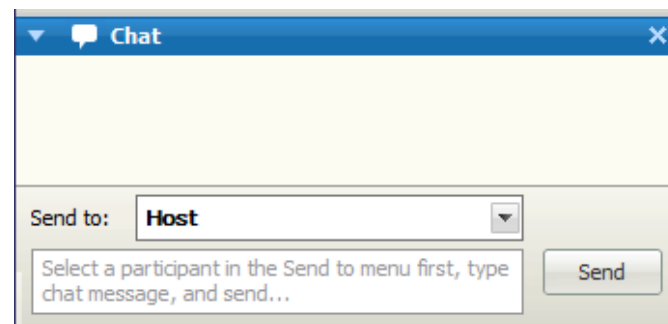 Chat
Send to: Host
Select a participant in the Send to menu first, type
chat message, and send...
Send